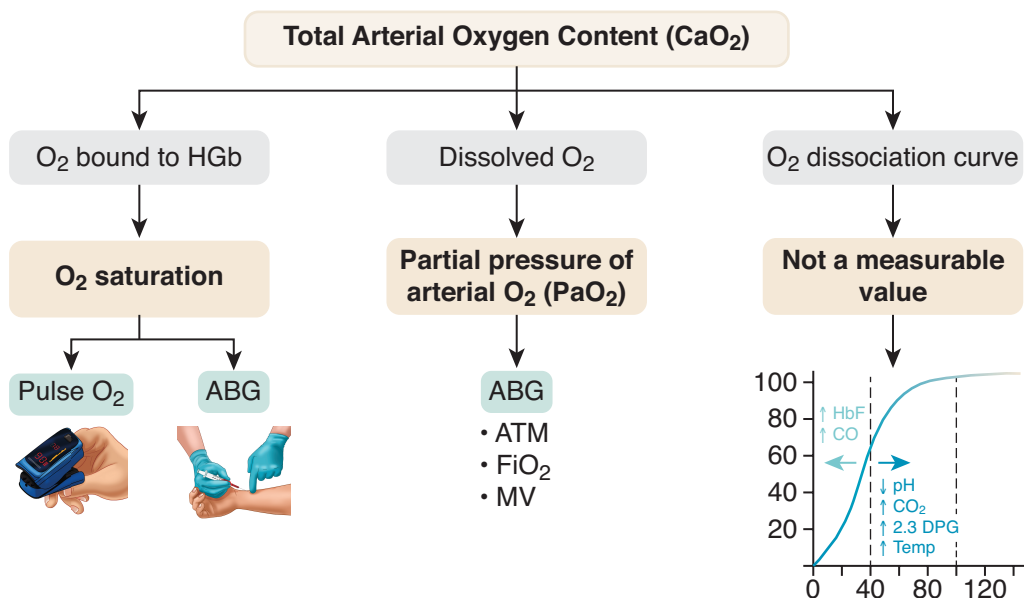 Total Arterial Oxygen Content (CaO₂)
O₂ bound to HGb
Dissolved O₂
O₂ dissociation curve
O₂ saturation
Partial pressure of
arterial O₂ (PaO₂)
Not a measurable
value
Pulse O₂
ABG
ABG
• ATM
• FiO₂
• MV
100
80
60
40
20
↑ HbF
↑ CO
↓ pH
↑ CO₂
↑ 2.3 DPG
↑ Temp
0 40 80 120